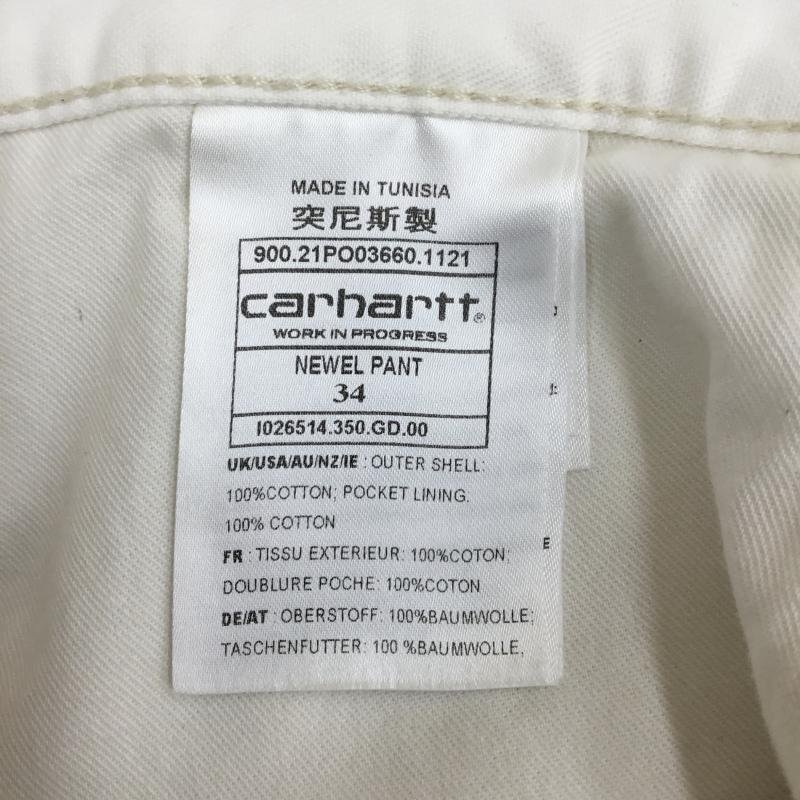 MADE IN TUNISIA
突尼斯製
900.21PO03660.1121
carhartt®
WORK IN PROGRESS
NEWEL PANT
34
I026514.350.GD.00
UK/USA/AU/NZ/IE : OUTER SHELL:
100%COTTON; POCKET LINING.
100% COTTON
FR : TISSU EXTERIEUR: 100%COTON;
DOUBLURE POCHE: 100%COTON
DE/AT : OBERSTOFF: 100%BAUMWOLLE;
TASCHENFUTTER: 100 %BAUMWOLLE,
E